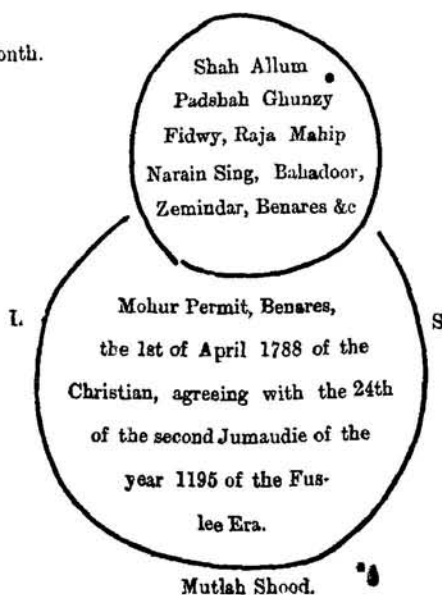 onth.
Shah Allum
Padshah Ghunzy
Fidwy, Raja Mahip
Narain Sing, Bahadoor,
Zemindar, Benares &c
L S
Mohur Permit, Benares,
the 1st of April 1788 of the
Christian, agreeing with the 24th
of the second Jumaudie of the
year 1195 of the Fus-
lee Era.
Mutlah Shood.